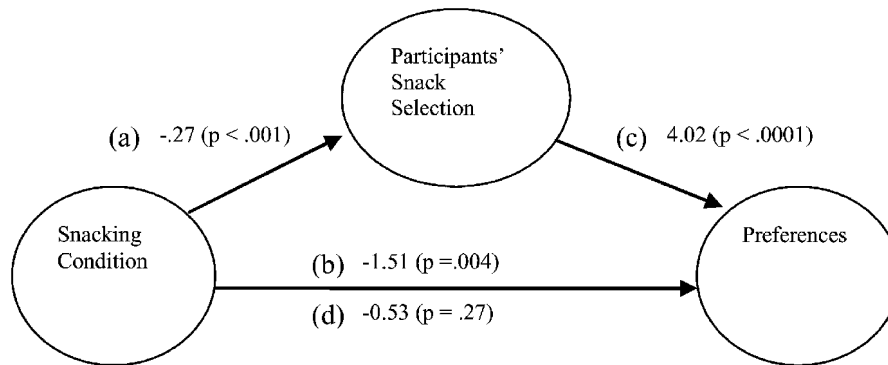 Participants’
Snack
Selection
(a) -.27 (p < .001)
(c) 4.02 (p < .0001)
Snacking
Condition
Preferences
(b) -1.51 (p =.004)
(d) -0.53 (p = .27)